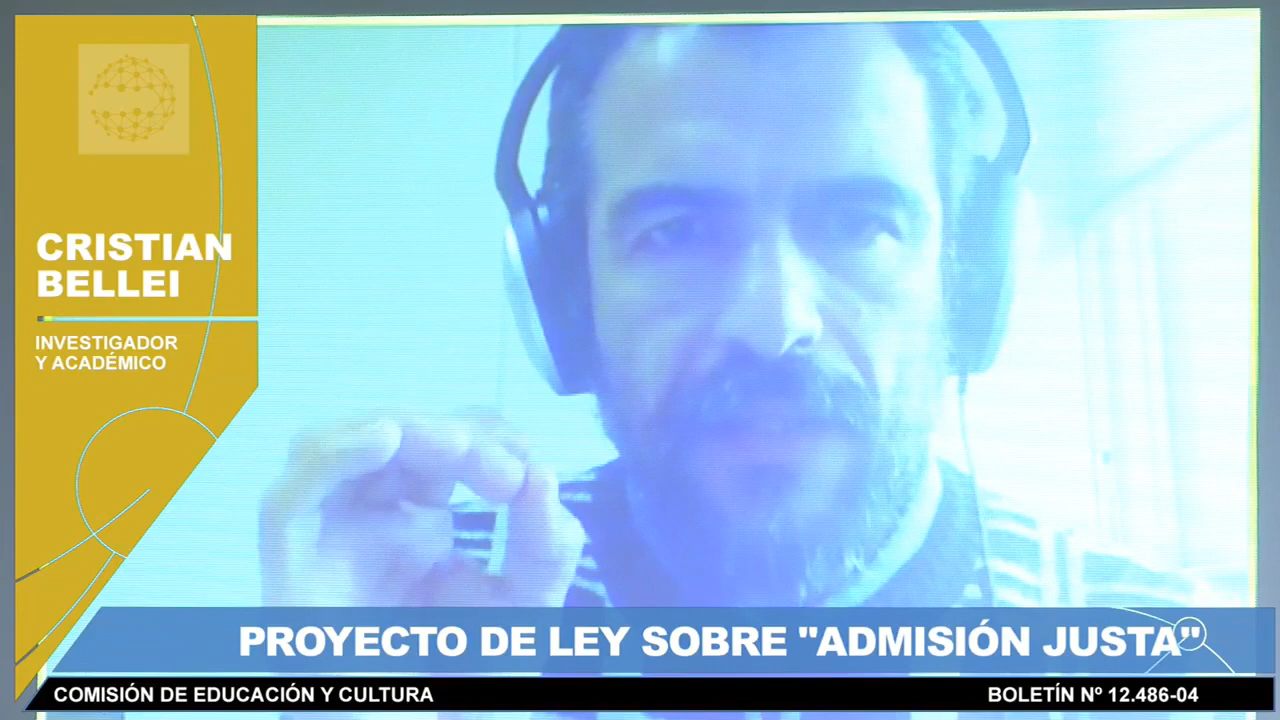 CRISTIAN
BELLEI
INVESTIGADOR
Y ACADÉMICO
PROYECTO DE LEY SOBRE "ADMISIÓN JUSTA"
COMISIÓN DE EDUCACIÓN Y CULTURA
BOLETÍN Nº 12.486-04